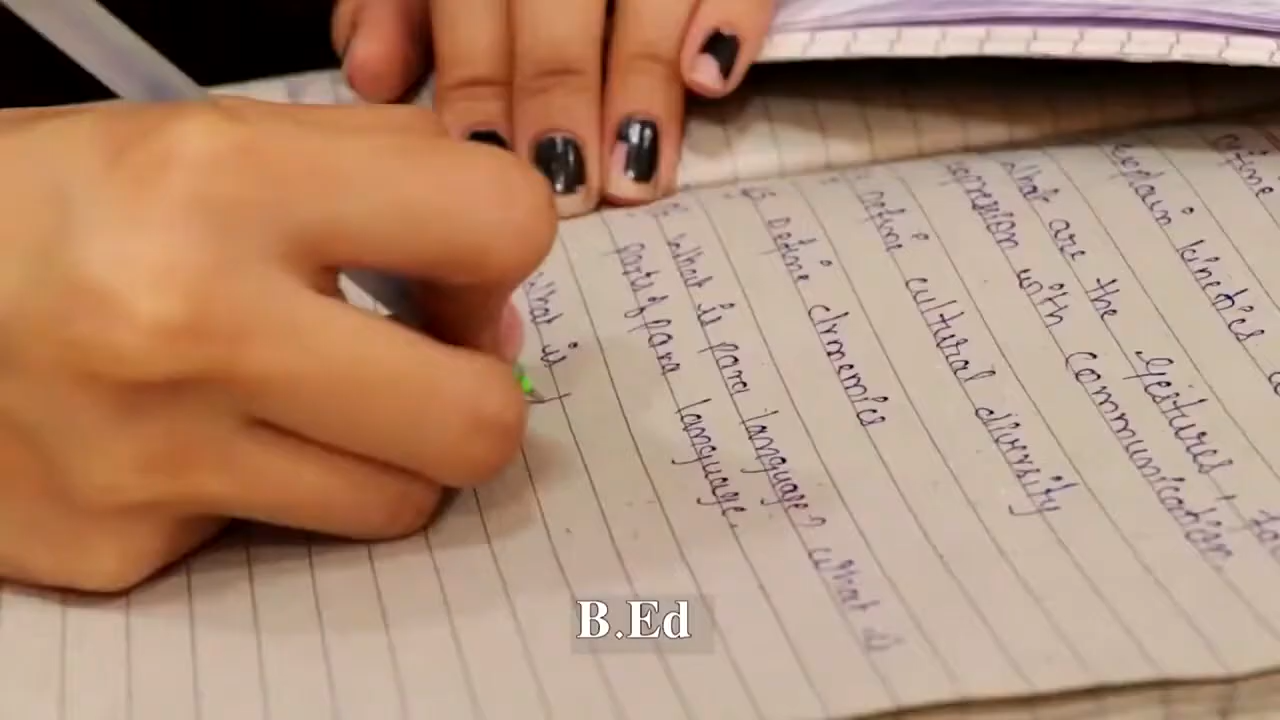 explain kinetics.
what are the gestures,
expression with communication
define cultural diversity
define chronemics
what is para language? what is
parts of para language.
what is
B.Ed